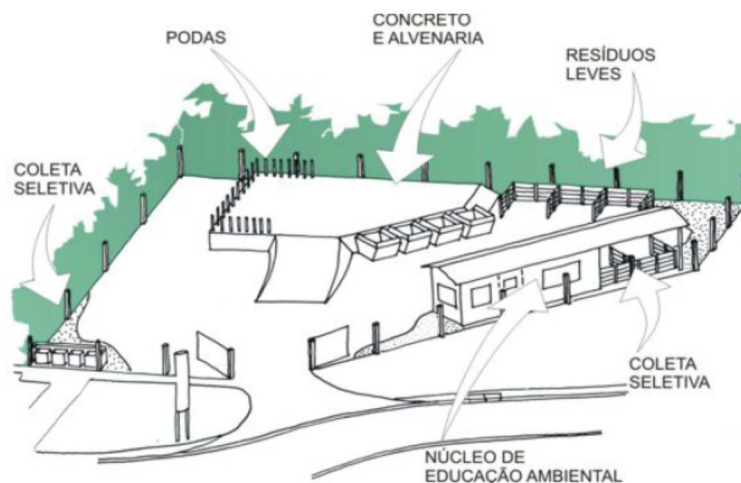 CONCRETO
E ALVENARIA
PODAS
RESÍDUOS
LEVES
COLETA
SELETIVA
COLETA
SELETIVA
NÚCLEO DE
EDUCAÇÃO AMBIENTAL